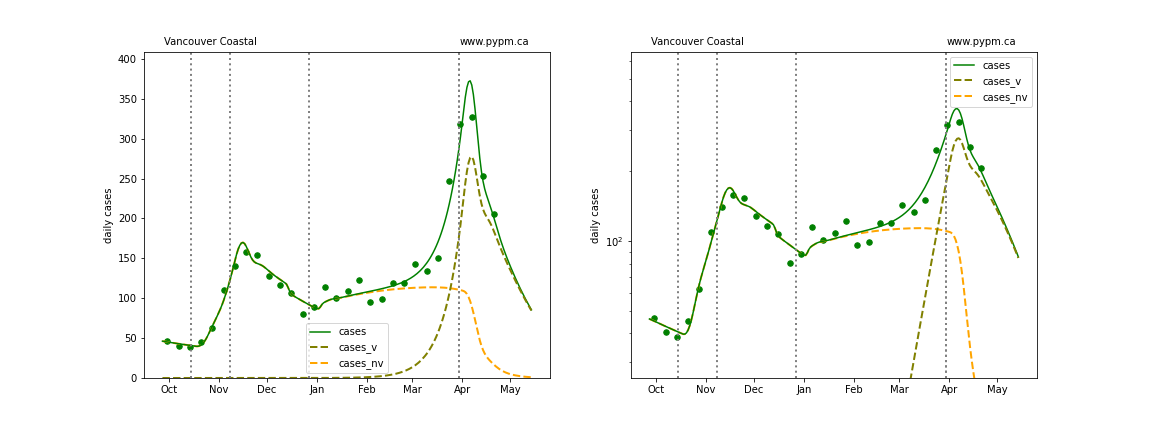 Vancouver Coastal www.pypm.ca
400
350
300
250
200
150
100
50
0
daily cases
Oct Nov Dec Jan Feb Mar Apr May
cases
cases_v
cases_nv
Vancouver Coastal www.pypm.ca
cases
cases_v
cases_nv
10²
daily cases
Oct Nov Dec Jan Feb Mar Apr May